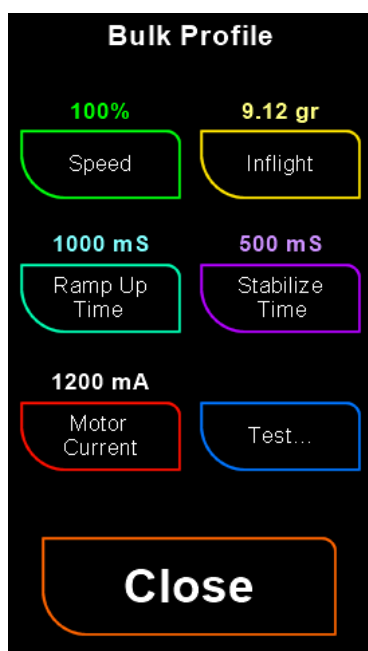 Bulk Profile
100%
9.12 gr
Speed
Inflight
1000 mS
500 mS
Ramp Up
Time
Stabilize
Time
1200 mA
Motor
Current
Test...
Close